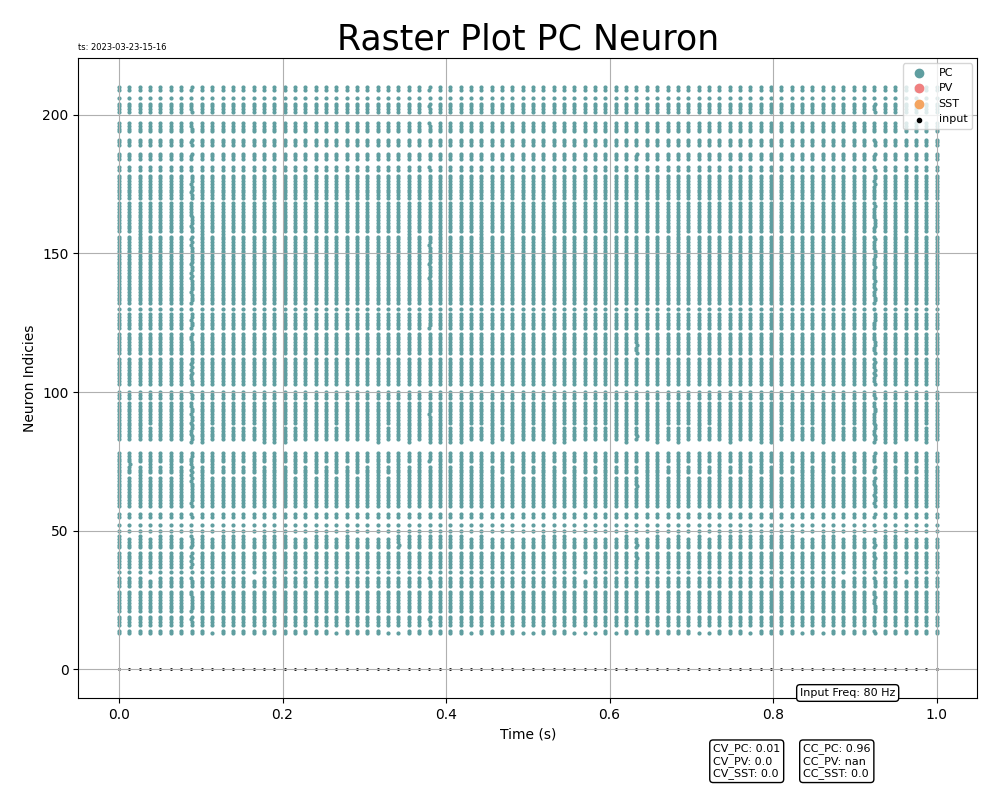 Raster Plot PC Neuron
ts: 2023-03-23-15-16
PC
PV
SST
input
200
150
100
50
0
Neuron Indicies
0.0 0.2 0.4 0.6 0.8 1.0
Time (s)
Input Freq: 80 Hz
CV_PC: 0.01
CV_PV: 0.0
CV_SST: 0.0
CC_PC: 0.96
CC_PV: nan
CC_SST: 0.0